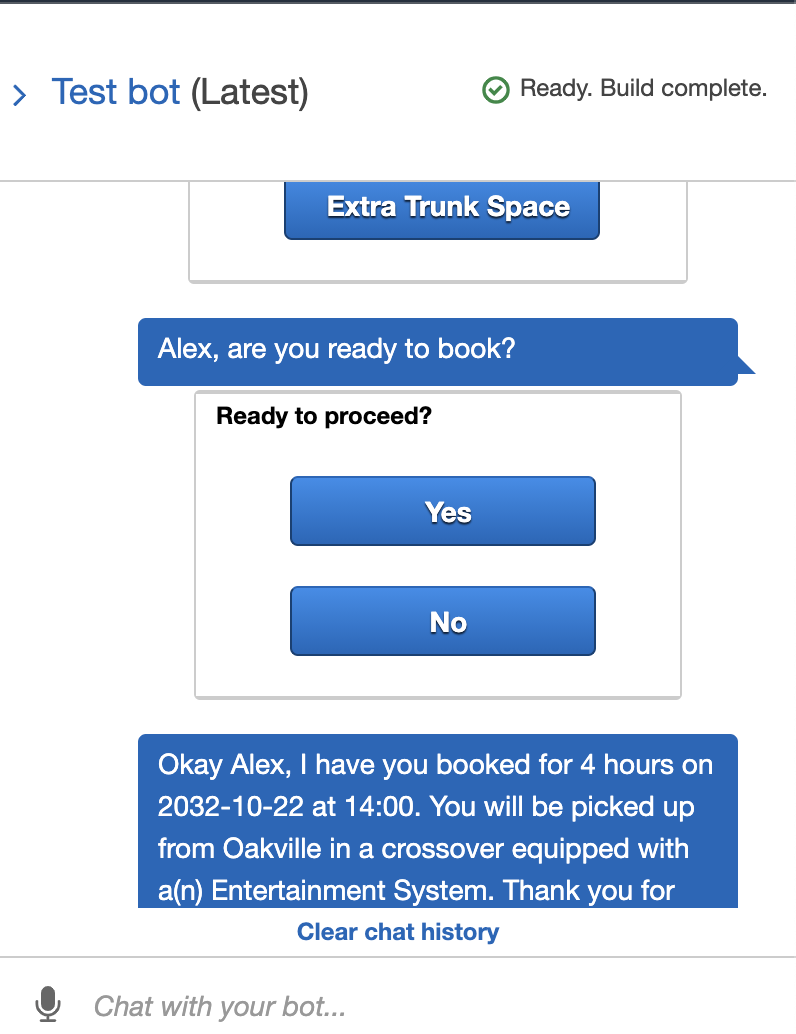 Test bot (Latest)
Ready. Build complete.
Extra Trunk Space
Alex, are you ready to book?
Ready to proceed?
Yes
No
Okay Alex, I have you booked for 4 hours on
2032-10-22 at 14:00. You will be picked up
from Oakville in a crossover equipped with
a(n) Entertainment System. Thank you for
Clear chat history
Chat with your bot...